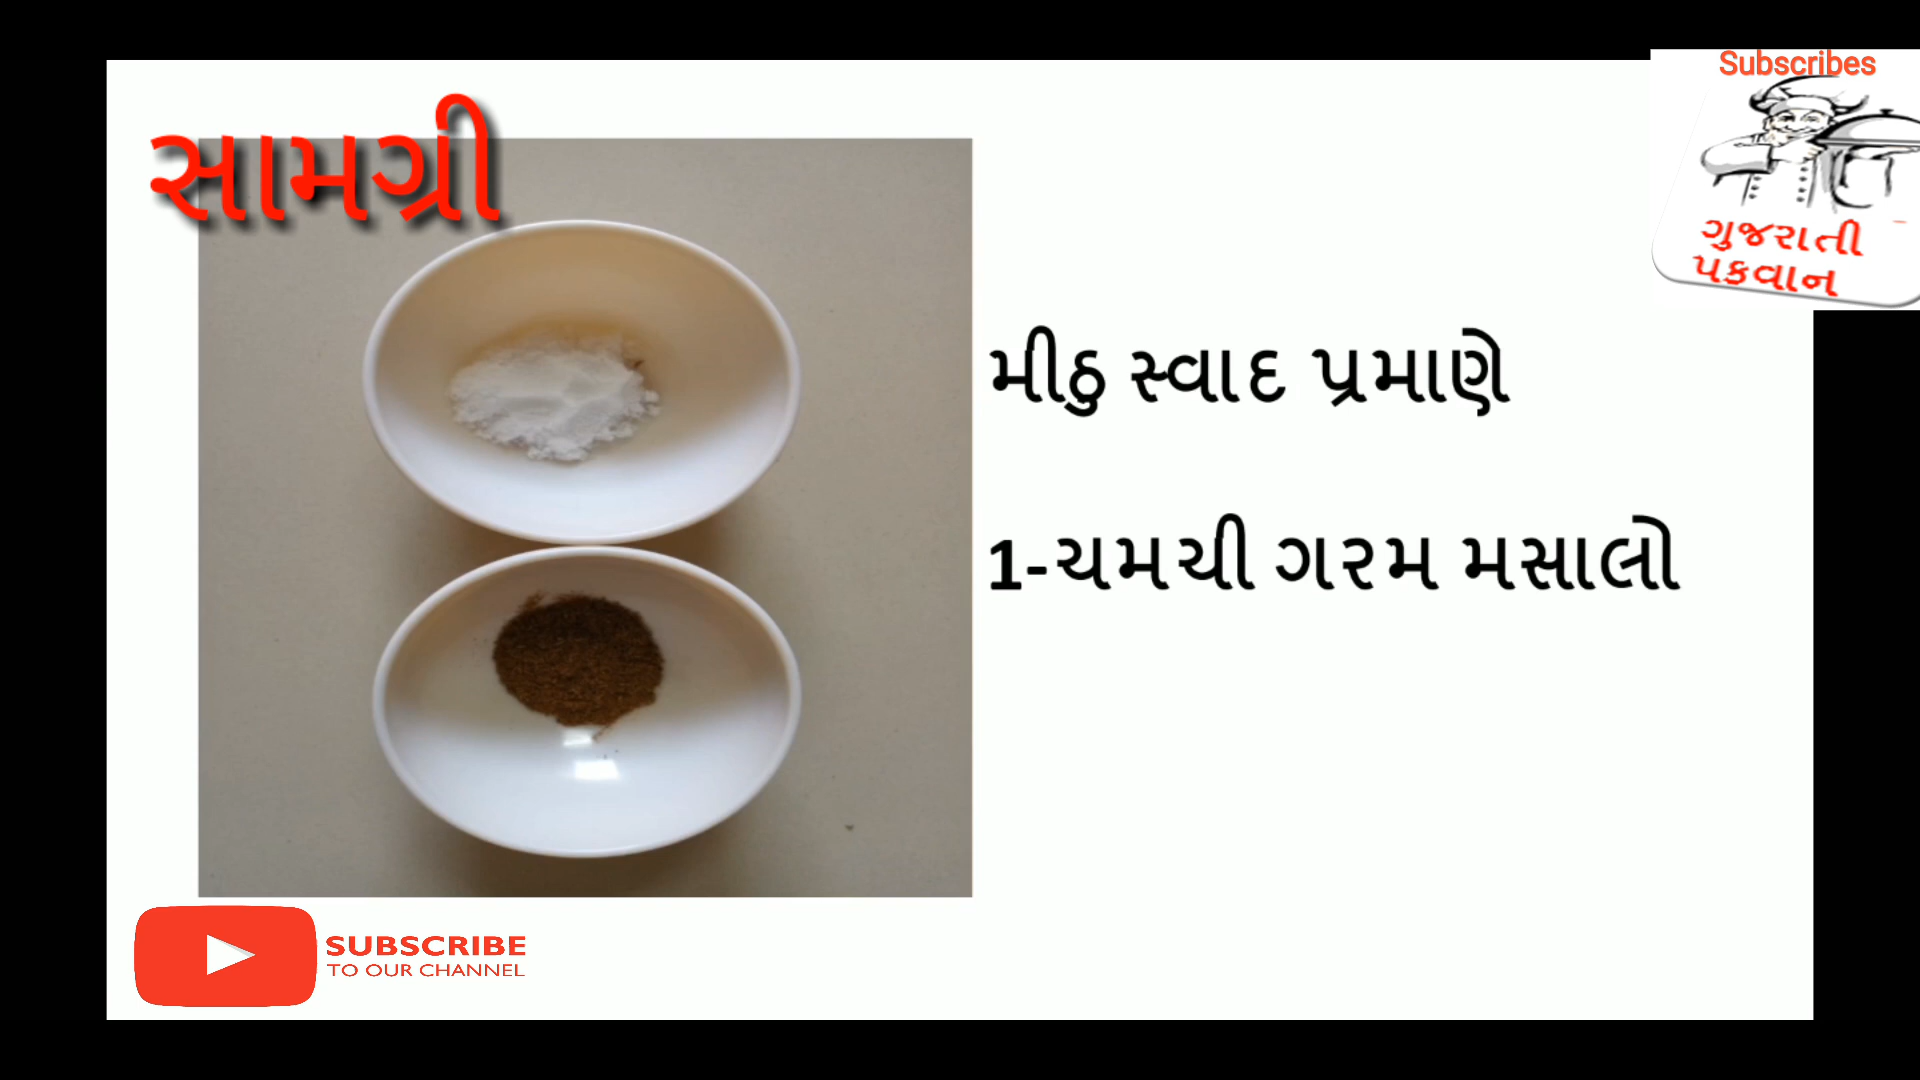 Subscribes
સામગ્રી
ગુજરાતી
પકવાન
મીઠુ સ્વાદ પ્રમાણે
1-ચમચી ગરમ મસાલો
SUBSCRIBE
TO OUR CHANNEL